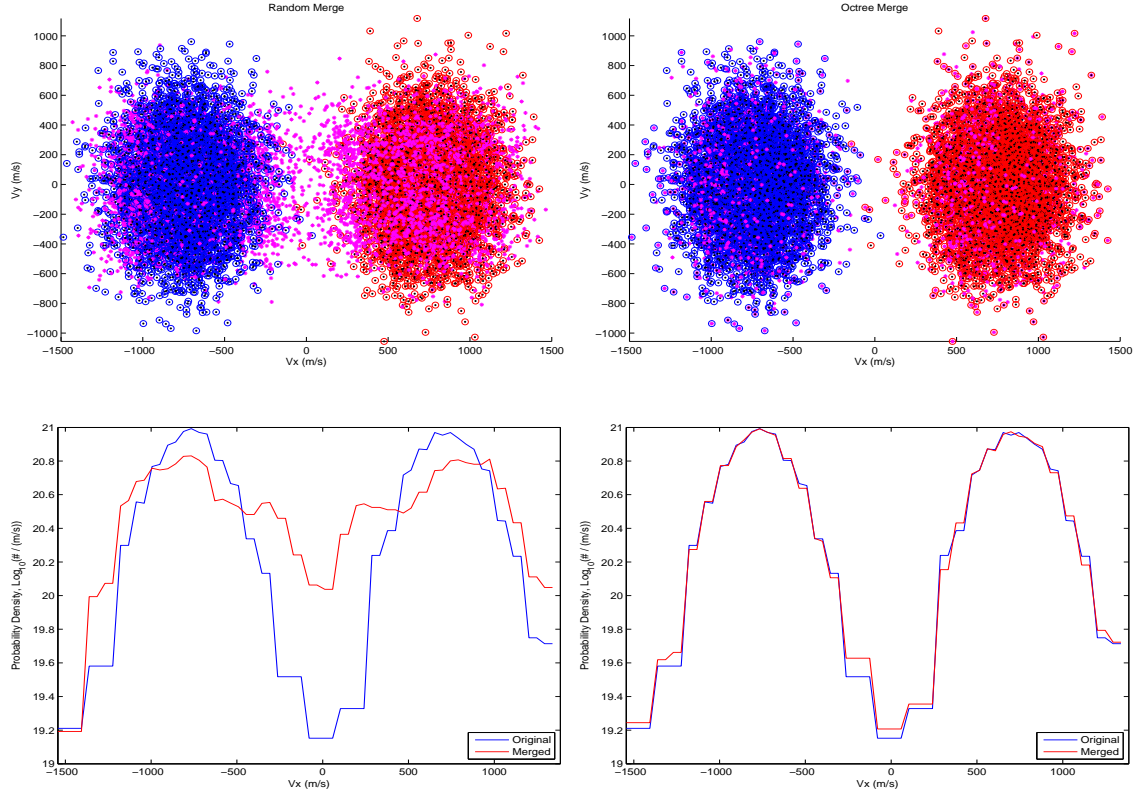 Random Merge
1000
800
600
400
200
0
−200
−400
−600
−800
−1000
Vy (m/s)
−1500 −1000 −500 0 500 1000 1500
Vx (m/s)
Octree Merge
1000
800
600
400
200
0
−200
−400
−600
−800
−1000
Vy (m/s)
−1500 −1000 −500 0 500 1000 1500
Vx (m/s)
21
20.8
20.6
20.4
20.2
20
19.8
19.6
19.4
19.2
19
Probability Density, Log10(# / (m/s))
−1500 −1000 −500 0 500 1000
Vx (m/s)
Original
Merged
21
20.8
20.6
20.4
20.2
20
19.8
19.6
19.4
19.2
19
Probability Density, Log10(# / (m/s))
−1500 −1000 −500 0 500 1000
Vx (m/s)
Original
Merged